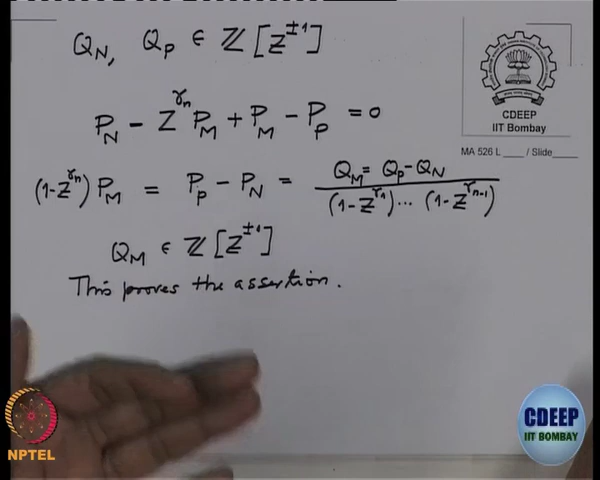 Q_N, Q_P ∈ ℤ[Z^{±1}]
P_N − Z^{γ_n} P_M + P_M − P_P = 0
(1−Z^{γ_n}) P_M = P_P − P_N = \frac{Q_M = Q_P − Q_N}{(1−Z^{γ_1}) ⋯ (1−Z^{γ_{n−1}})}
Q_M ∈ ℤ[Z^{±1}]
This proves the assertion.
CDEEP
IIT Bombay
MA 526 L ___ / Slide ___
NPTEL
CDEEP
IIT BOMBAY